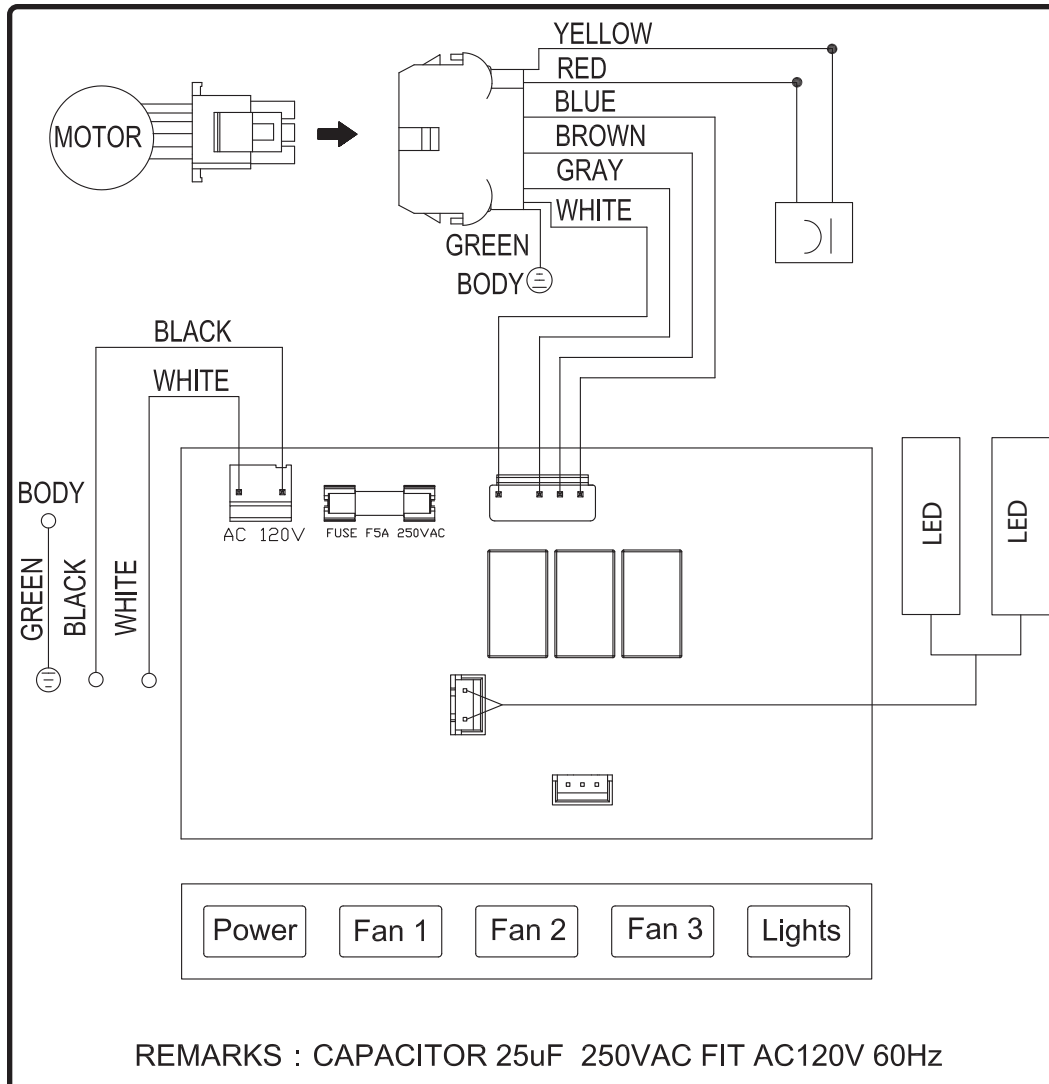 YELLOW
RED
BLUE
BROWN
GRAY
WHITE
MOTOR
GREEN
BODY
BLACK
WHITE
BODY
GREEN
BLACK
WHITE
AC 120V
FUSE F5A 250VAC
LED
LED
Power
Fan 1
Fan 2
Fan 3
Lights
REMARKS : CAPACITOR 25uF 250VAC FIT AC120V 60Hz